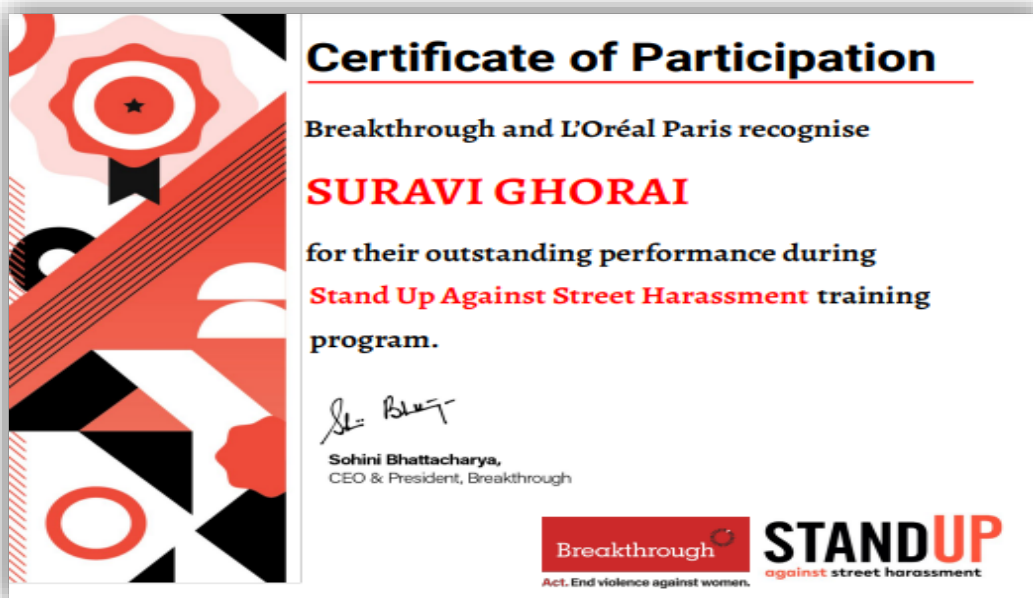 Certificate of Participation
Breakthrough and L'Oréal Paris recognise
SURAVI GHORAI
for their outstanding performance during
Stand Up Against Street Harassment training
program.
Sohini Bhattacharya,
CEO & President, Breakthrough
Breakthrough
Act. End violence against women.
STANDUP
against street harassment